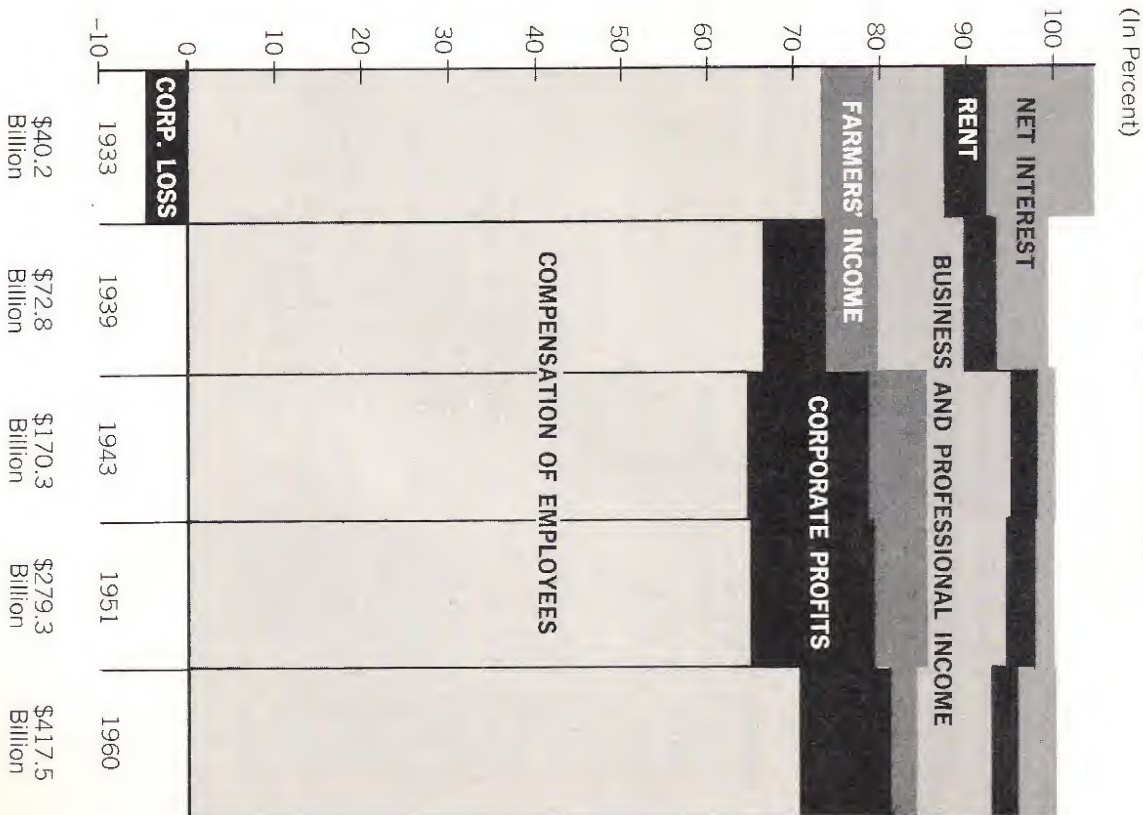 (In Percent)
100
90
80
70
60
50
40
30
20
10
0
-10
NET INTEREST
RENT
BUSINESS AND PROFESSIONAL INCOME
FARMERS' INCOME
CORPORATE PROFITS
COMPENSATION OF EMPLOYEES
CORP. LOSS
1933
1939
1943
1951
1960
$40.2
Billion
$72.8
Billion
$170.3
Billion
$279.3
Billion
$417.5
Billion